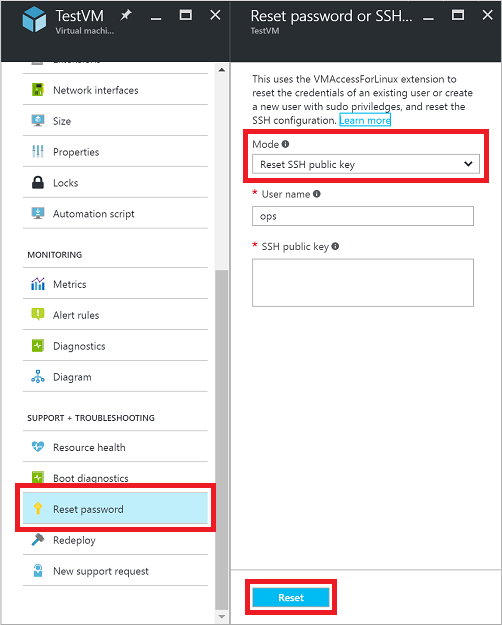 TestVM
Virtual machi...
Extensions
Network interfaces
Size
Properties
Locks
Automation script
MONITORING
Metrics
Alert rules
Diagnostics
Diagram
SUPPORT + TROUBLESHOOTING
Resource health
Boot diagnostics
Reset password
Redeploy
New support request
Reset password or SSH...
TestVM
This uses the VMAccessForLinux extension to
reset the credentials of an existing user or create
a new user with sudo priviledges, and reset the
SSH configuration. Learn more
Mode
Reset SSH public key
* User name
ops
* SSH public key
Reset